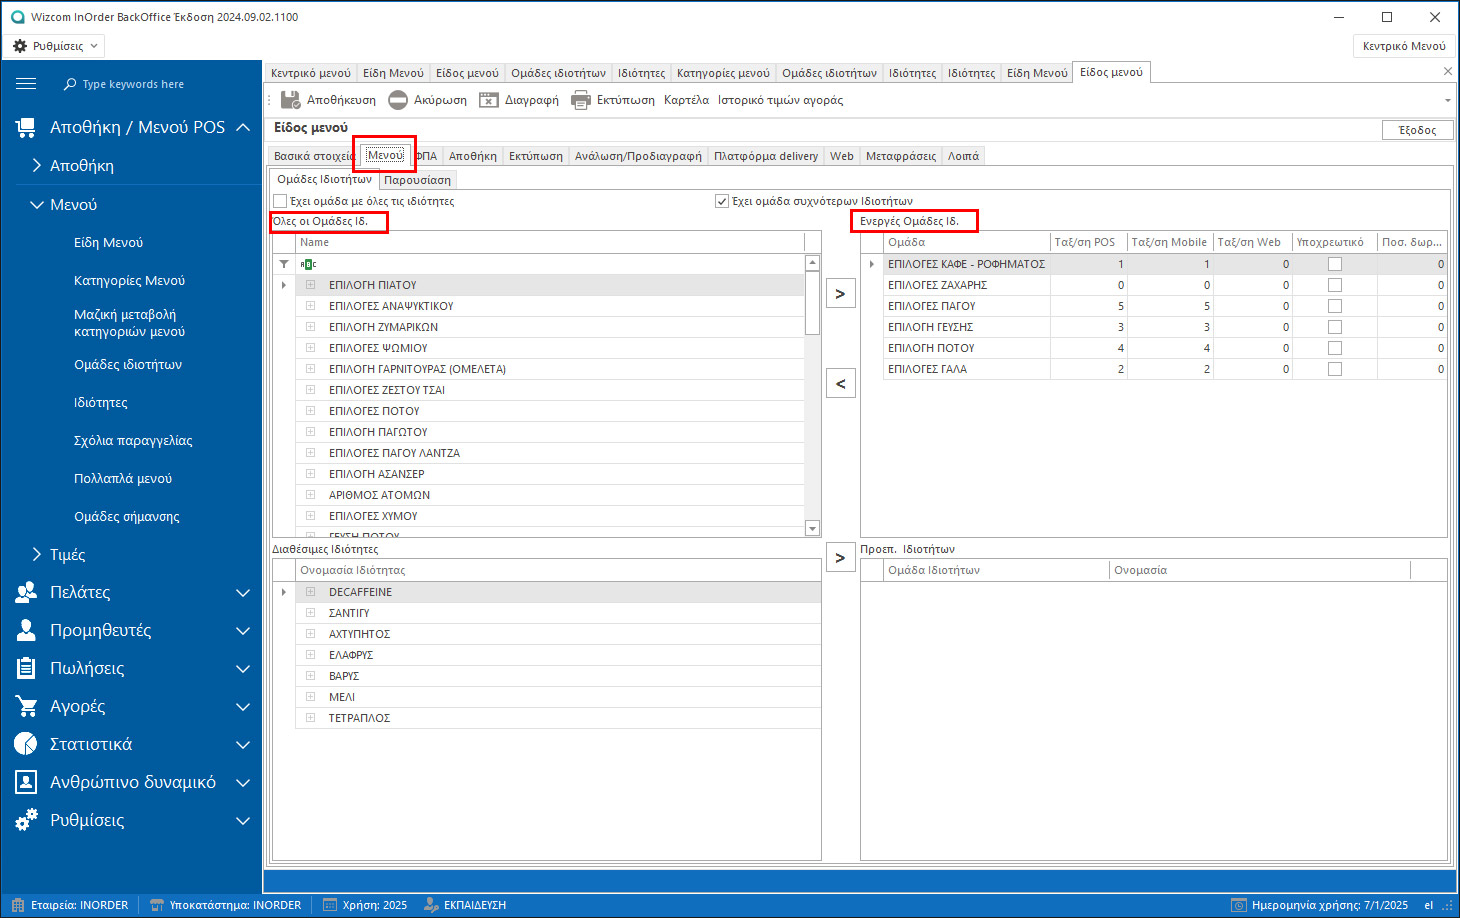 Wizcom InOrder BackOffice Έκδοση 2024.09.02.1100
Ρυθμίσεις
Κεντρικό Μενού
Type keywords here
Αποθήκη / Μενού POS
Αποθήκη
Μενού
Είδη Μενού
Κατηγορίες Μενού
Μαζική μεταβολή
κατηγοριών μενού
Ομάδες ιδιοτήτων
Ιδιότητες
Σχόλια παραγγελίας
Πολλαπλά μενού
Ομάδες σήμανσης
Τιμές
Πελάτες
Προμηθευτές
Πωλήσεις
Αγορές
Στατιστικά
Ανθρώπινο δυναμικό
Ρυθμίσεις
Κεντρικό μενού Είδη Μενού Είδος μενού Ομάδες ιδιοτήτων Ιδιότητες Κατηγορίες μενού Ομάδες ιδιοτήτων Ιδιότητες Ιδιότητες Είδη Μενού Είδος μενού
Αποθήκευση Ακύρωση Διαγραφή Εκτύπωση Καρτέλα Ιστορικό τιμών αγοράς
Είδος μενού
Έξοδος
Βασικά στοιχεία Μενού ΦΠΑ Αποθήκη Εκτύπωση Ανάλωση/Προδιαγραφή Πλατφόρμα delivery Web Μεταφράσεις Λοιπά
Ομάδες Ιδιοτήτων Παρουσίαση
Έχει ομάδα με όλες τις ιδιότητες
Έχει ομάδα συχνότερων Ιδιοτήτων
Όλες οι Ομάδες Ιδ.
Name
ΕΠΙΛΟΓΗ ΠΙΑΤΟΥ
ΕΠΙΛΟΓΕΣ ΑΝΑΨΥΚΤΙΚΟΥ
ΕΠΙΛΟΓΗ ΖΥΜΑΡΙΚΩΝ
ΕΠΙΛΟΓΕΣ ΨΩΜΙΟΥ
ΕΠΙΛΟΓΗ ΓΑΡΝΙΤΟΥΡΑΣ (ΟΜΕΛΕΤΑ)
ΕΠΙΛΟΓΕΣ ΖΕΣΤΟΥ ΤΣΑΙ
ΕΠΙΛΟΓΕΣ ΠΟΤΟΥ
ΕΠΙΛΟΓΗ ΠΑΓΩΤΟΥ
ΕΠΙΛΟΓΕΣ ΠΑΓΟΥ ΛΑΝΤΖΑ
ΕΠΙΛΟΓΗ ΑΣΑΝΣΕΡ
ΑΡΙΘΜΟΣ ΑΤΟΜΩΝ
ΕΠΙΛΟΓΕΣ ΧΥΜΟΥ
ΓΕΥΣΗ ΠΟΤΟΥ
>
<
>
Ενεργές Ομάδες Ιδ.
Ομάδα Ταξ/ση POS Ταξ/ση Mobile Ταξ/ση Web Υποχρεωτικό Ποσ. δωρ...
ΕΠΙΛΟΓΕΣ ΚΑΦΕ - ΡΟΦΗΜΑΤΟΣ 1 1 0 0
ΕΠΙΛΟΓΕΣ ΖΑΧΑΡΗΣ 0 0 0 0
ΕΠΙΛΟΓΕΣ ΠΑΓΟΥ 5 5 0 0
ΕΠΙΛΟΓΗ ΓΕΥΣΗΣ 3 3 0 0
ΕΠΙΛΟΓΗ ΠΟΤΟΥ 4 4 0 0
ΕΠΙΛΟΓΕΣ ΓΑΛΑ 2 2 0 0
Διαθέσιμες Ιδιότητες
Ονομασία Ιδιότητας
DECAFFEINE
ΣΑΝΤΙΓΥ
ΑΧΤΥΠΗΤΟΣ
ΕΛΑΦΡΥΣ
ΒΑΡΥΣ
ΜΕΛΙ
ΤΕΤΡΑΠΛΟΣ
Προεπ. Ιδιοτήτων
Ομάδα Ιδιοτήτων Ονομασία
Εταιρεία: INORDER Υποκατάστημα: INORDER Χρήση: 2025 ΕΚΠΑΙΔΕΥΣΗ Ημερομηνία χρήσης: 7/1/2025 el